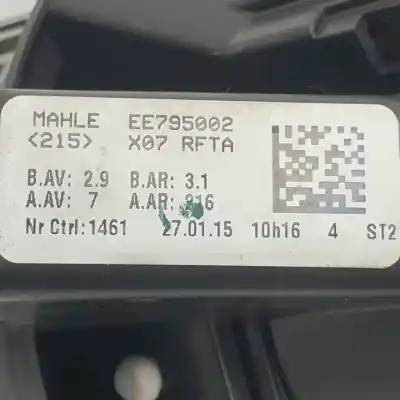 MAHLE EE795002
<215> X07 RFTA
B.AV: 2.9 B.AR: 3.1
A.AV: 7 A.AR: 216
Nr Ctrl:1461 27.01.15 10h16 4 ST2